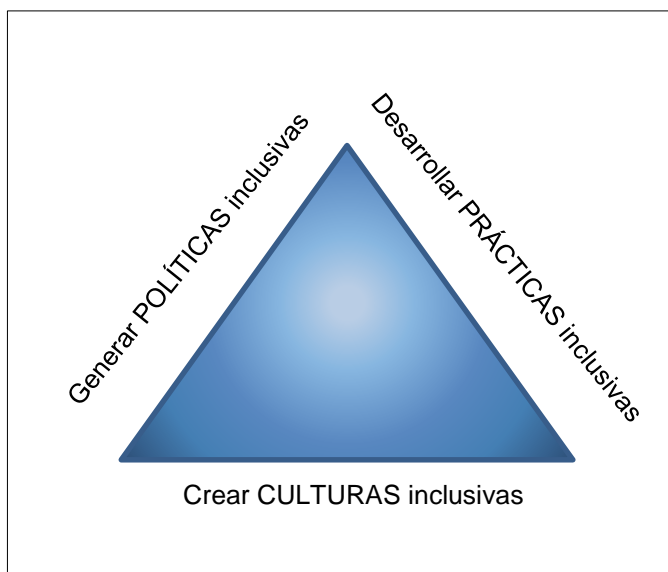 Generar POLÍTICAS inclusivas
Desarrollar PRÁCTICAS inclusivas
Crear CULTURAS inclusivas